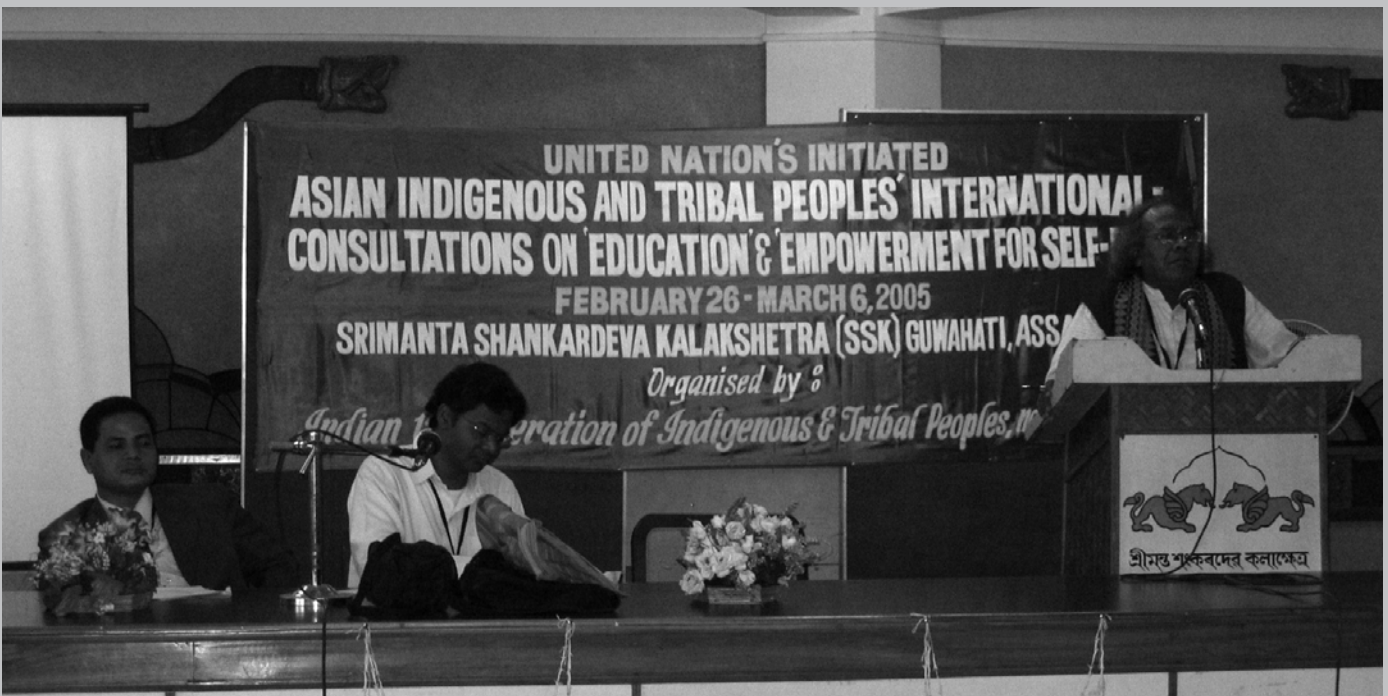 UNITED NATION'S INITIATED
ASIAN INDIGENOUS AND TRIBAL PEOPLES' INTERNATIONAL
CONSULTATIONS ON 'EDUCATION' & 'EMPOWERMENT FOR SELF-
FEBRUARY 26 - MARCH 6, 2005
SRIMANTA SHANKARDEVA KALAKSHETRA (SSK) GUWAHATI,
Organised by :
Indian of Indigenous & Tribal Peoples,
শ্রীমন্ত শংকৰদেৱ কলাক্ষেত্ৰ